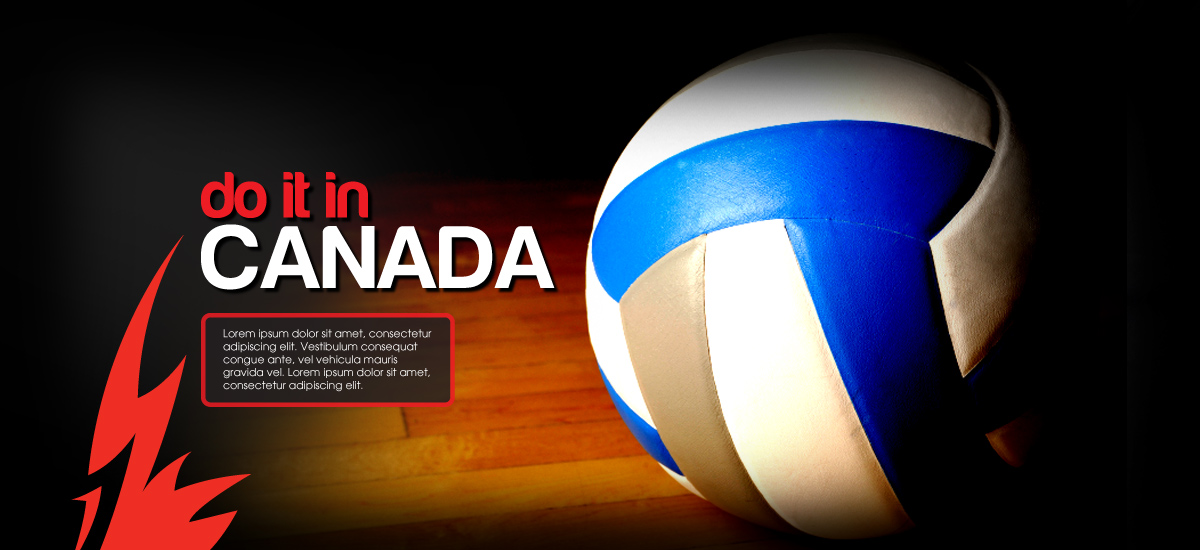 do it in
CANADA
Lorem ipsum dolor sit amet, consectetur
adipiscing elit. Vestibulum consequat
congue ante, vel vehicula mauris
gravida vel. Lorem ipsum dolor sit amet,
consectetur adipiscing elit.